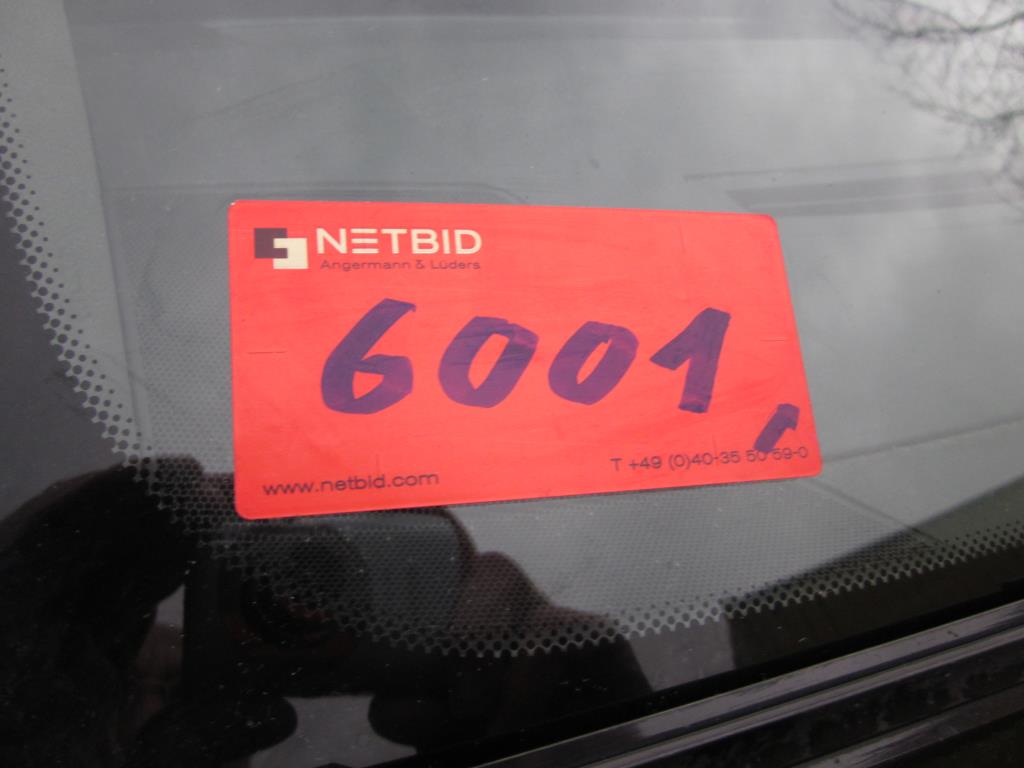 NETBID
Angermann & Lüders
6001.
www.netbid.com
T +49 (0)40-35 50 59-0